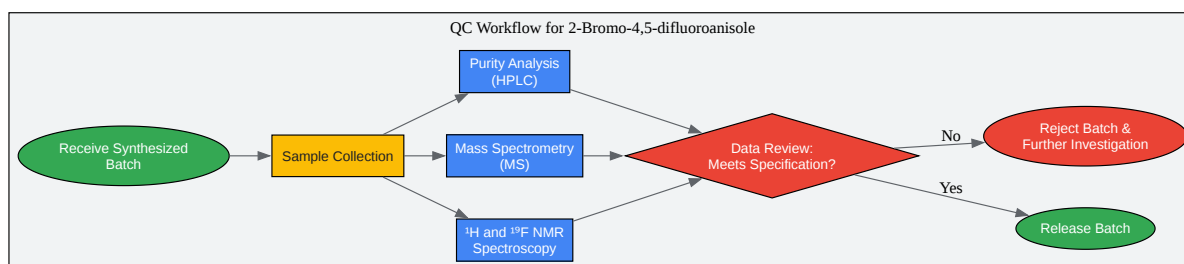 QC Workflow for 2-Bromo-4,5-difluoroanisole
Receive Synthesized
Batch
Sample Collection
Purity Analysis
(HPLC)
Mass Spectrometry
(MS)
¹H and ¹⁹F NMR
Spectroscopy
Data Review:
Meets Specification?
No
Reject Batch &
Further Investigation
Yes
Release Batch